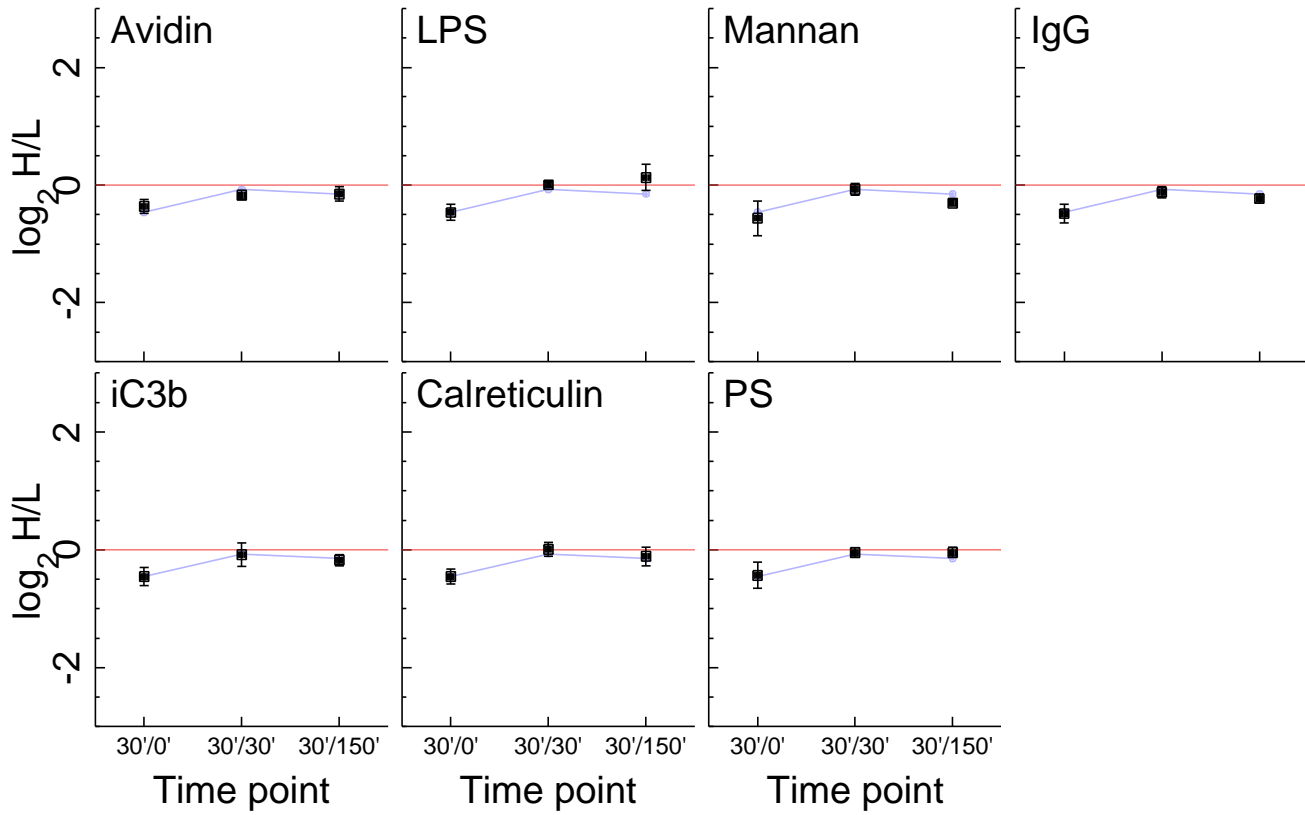 Avidin
LPS
Mannan
IgG
2
0
-2
log2 H/L
iC3b
Calreticulin
PS
2
0
-2
log2 H/L
30'/0' 30'/30' 30'/150'
30'/0' 30'/30' 30'/150'
30'/0' 30'/30' 30'/150'
Time point
Time point
Time point